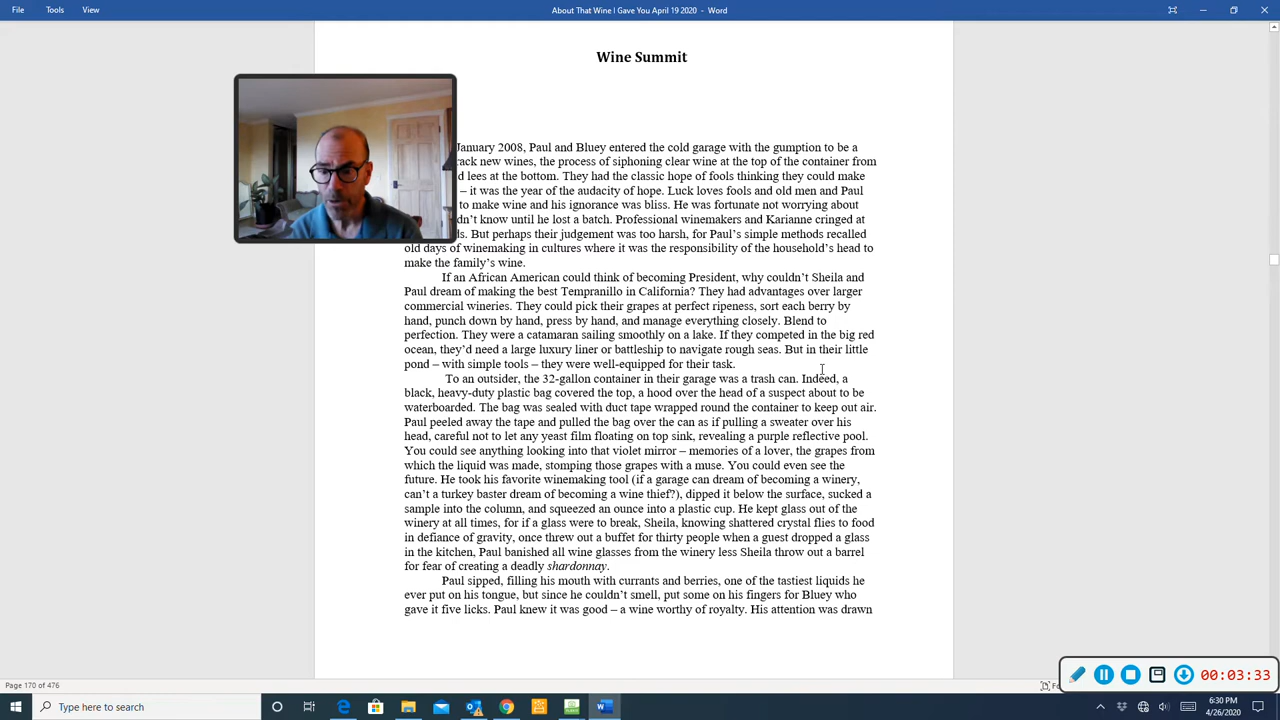 File Tools View About That Wine I Gave You April 19 2020 - Word
Wine Summit
January 2008, Paul and Bluey entered the cold garage with the gumption to be a
rack new wines, the process of siphoning clear wine at the top of the container from
d lees at the bottom. They had the classic hope of fools thinking they could make
– it was the year of the audacity of hope. Luck loves fools and old men and Paul
to make wine and his ignorance was bliss. He was fortunate not worrying about
dn't know until he lost a batch. Professional winemakers and Karianne cringed at
ds. But perhaps their judgement was too harsh, for Paul's simple methods recalled
old days of winemaking in cultures where it was the responsibility of the household's head to
make the family's wine.
If an African American could think of becoming President, why couldn't Sheila and
Paul dream of making the best Tempranillo in California? They had advantages over larger
commercial wineries. They could pick their grapes at perfect ripeness, sort each berry by
hand, punch down by hand, press by hand, and manage everything closely. Blend to
perfection. They were a catamaran sailing smoothly on a lake. If they competed in the big red
ocean, they'd need a large luxury liner or battleship to navigate rough seas. But in their little
pond – with simple tools – they were well-equipped for their task.
To an outsider, the 32-gallon container in their garage was a trash can. Indeed, a
black, heavy-duty plastic bag covered the top, a hood over the head of a suspect about to be
waterboarded. The bag was sealed with duct tape wrapped round the container to keep out air.
Paul peeled away the tape and pulled the bag over the can as if pulling a sweater over his
head, careful not to let any yeast film floating on top sink, revealing a purple reflective pool.
You could see anything looking into that violet mirror – memories of a lover, the grapes from
which the liquid was made, stomping those grapes with a muse. You could even see the
future. He took his favorite winemaking tool (if a garage can dream of becoming a winery,
can't a turkey baster dream of becoming a wine thief?), dipped it below the surface, sucked a
sample into the column, and squeezed an ounce into a plastic cup. He kept glass out of the
winery at all times, for if a glass were to break, Sheila, knowing shattered crystal flies to food
in defiance of gravity, once threw out a buffet for thirty people when a guest dropped a glass
in the kitchen, Paul banished all wine glasses from the winery less Sheila throw out a barrel
for fear of creating a deadly shardonnay.
Paul sipped, filling his mouth with currants and berries, one of the tastiest liquids he
ever put on his tongue, but since he couldn't smell, put some on his fingers for Bluey who
gave it five licks. Paul knew it was good – a wine worthy of royalty. His attention was drawn
Page 170 of 476
00:03:33
Type here to search
6:30 PM
4/26/2020